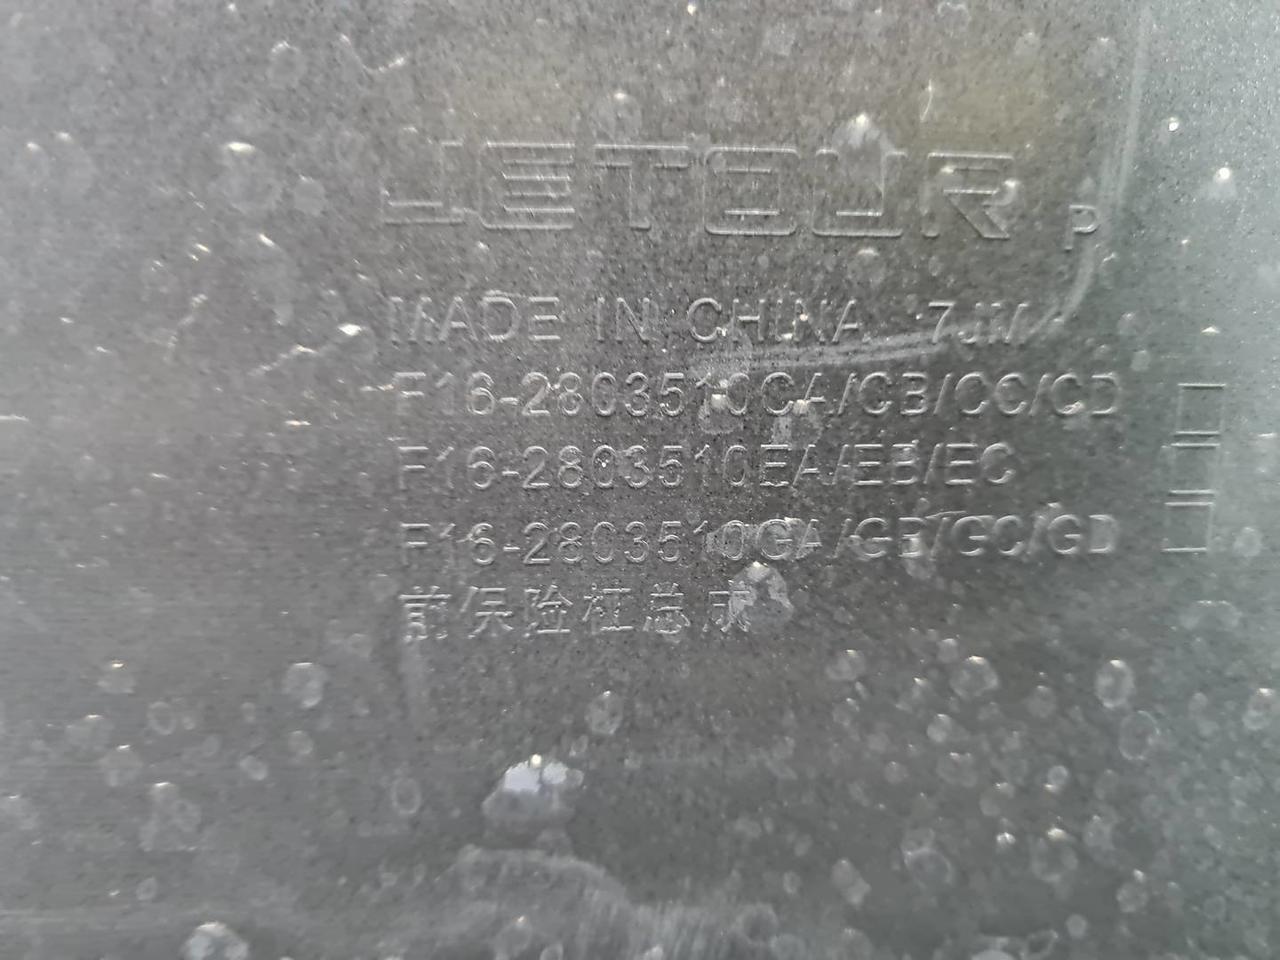 JETOUR P
MADE IN CHINA 7JM
F16-2803510CA/CB/CC/CD
F16-2803510EA/EB/EC
F16-2803510GA/GB/GC/GD
前保险杠总成